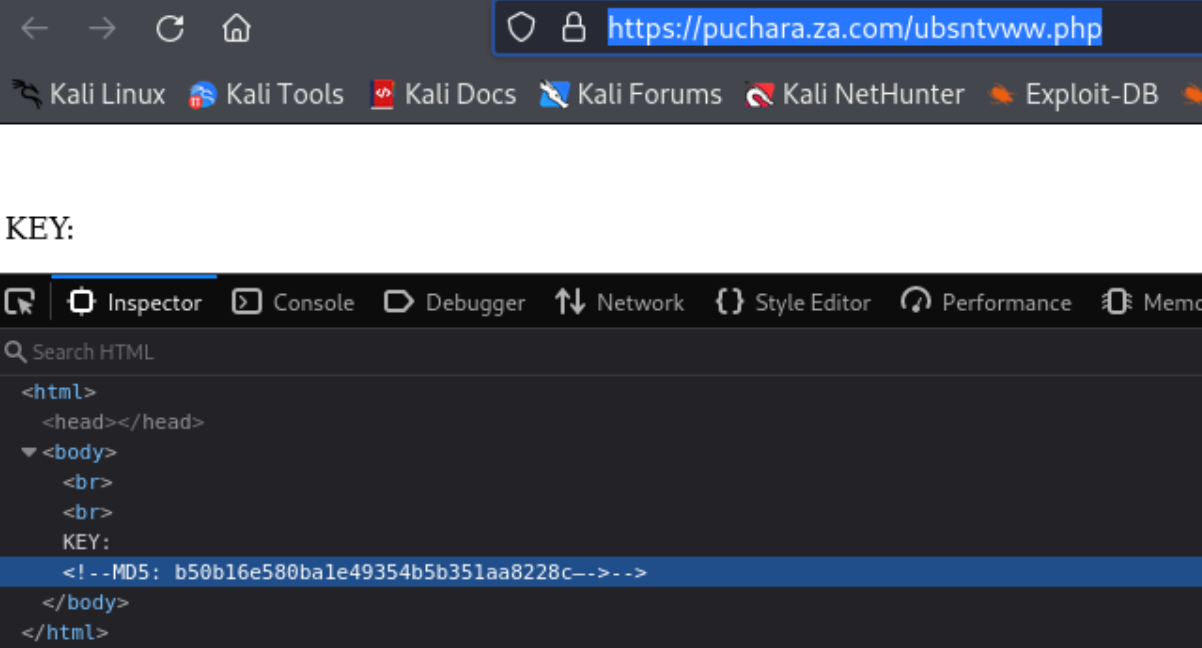 https://puchara.za.com/ubsntvww.php
Kali Linux Kali Tools Kali Docs Kali Forums Kali NetHunter Exploit-DB
KEY:
Inspector Console Debugger Network Style Editor Performance Memo
Search HTML
<html>
<head></head>
<body>
<br>
<br>
KEY:
<!--MD5: b50b16e580ba1e49354b5b351aa8228c—->-->
</body>
</html>